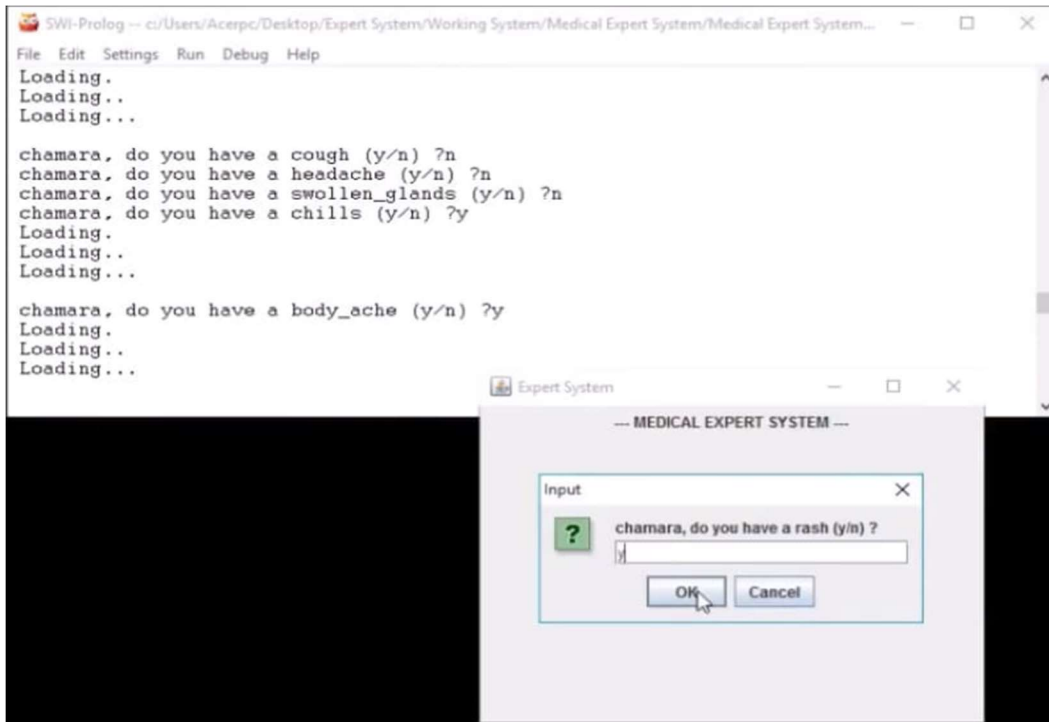 SWI-Prolog -- c:/Users/Acerpc/Desktop/Expert System/Working System/Medical Expert System/Medical Expert System...
File Edit Settings Run Debug Help
Loading.
Loading..
Loading...
chamara, do you have a cough (y/n) ?n
chamara, do you have a headache (y/n) ?n
chamara, do you have a swollen_glands (y/n) ?n
chamara, do you have a chills (y/n) ?y
Loading.
Loading..
Loading...
chamara, do you have a body_ache (y/n) ?y
Loading.
Loading..
Loading...
Expert System
--- MEDICAL EXPERT SYSTEM ---
Input
? chamara, do you have a rash (y/n) ?
y
OK Cancel